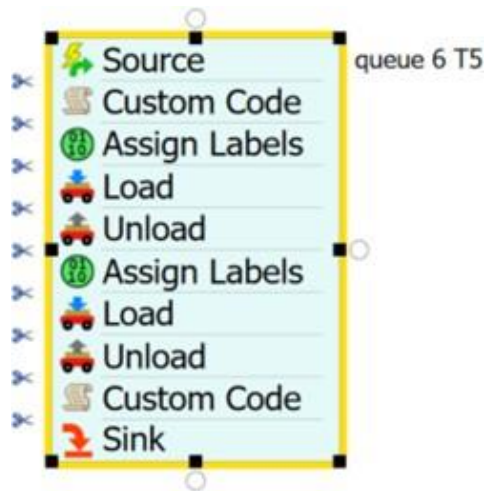 Source
queue 6 T5
Custom Code
Assign Labels
Load
Unload
Assign Labels
Load
Unload
Custom Code
Sink